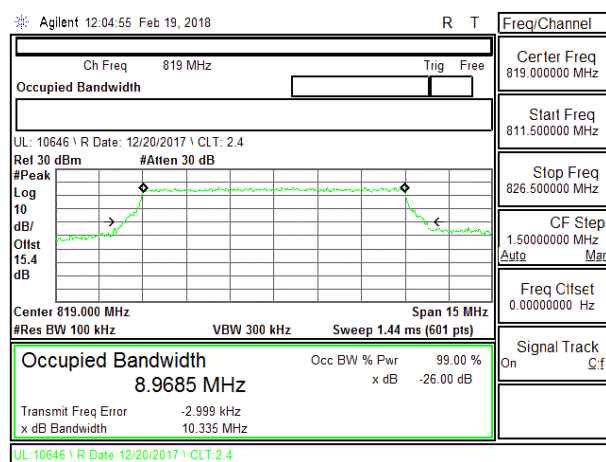 Agilent 12:04:55 Feb 19, 2018 R T
Freq/Channel
Ch Freq 819 MHz Trig Free
Occupied Bandwidth
Center Freq
819.000000 MHz
Start Freq
811.500000 MHz
Stop Freq
826.500000 MHz
CF Step
1.50000000 MHz
Auto Man
Freq Offset
0.00000000 Hz
Signal Track
On Off
UL: 10646 \ R Date: 12/20/2017 \ CLT: 2.4
Ref 30 dBm #Atten 30 dB
#Peak
Log
10
dB/
Offst
15.4
dB
Center 819.000 MHz Span 15 MHz
#Res BW 100 kHz VBW 300 kHz Sweep 1.44 ms (601 pts)
Occupied Bandwidth Occ BW % Pwr 99.00 %
8.9685 MHz x dB -26.00 dB
Transmit Freq Error -2.999 kHz
x dB Bandwidth 10.335 MHz
UL:10646 \ R Date:12/20/2017 \ CLT:2.4